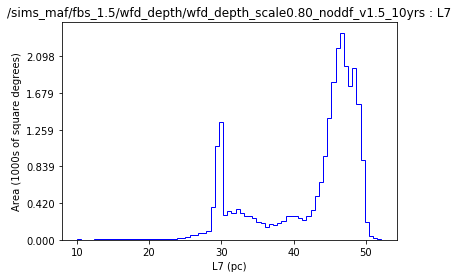 /sims_maf/fbs_1.5/wfd_depth/wfd_depth_scale0.80_noddf_v1.5_10yrs : L7
Area (1000s of square degrees)
2.098
1.679
1.259
0.839
0.420
0.000
10 20 30 40 50
L7 (pc)